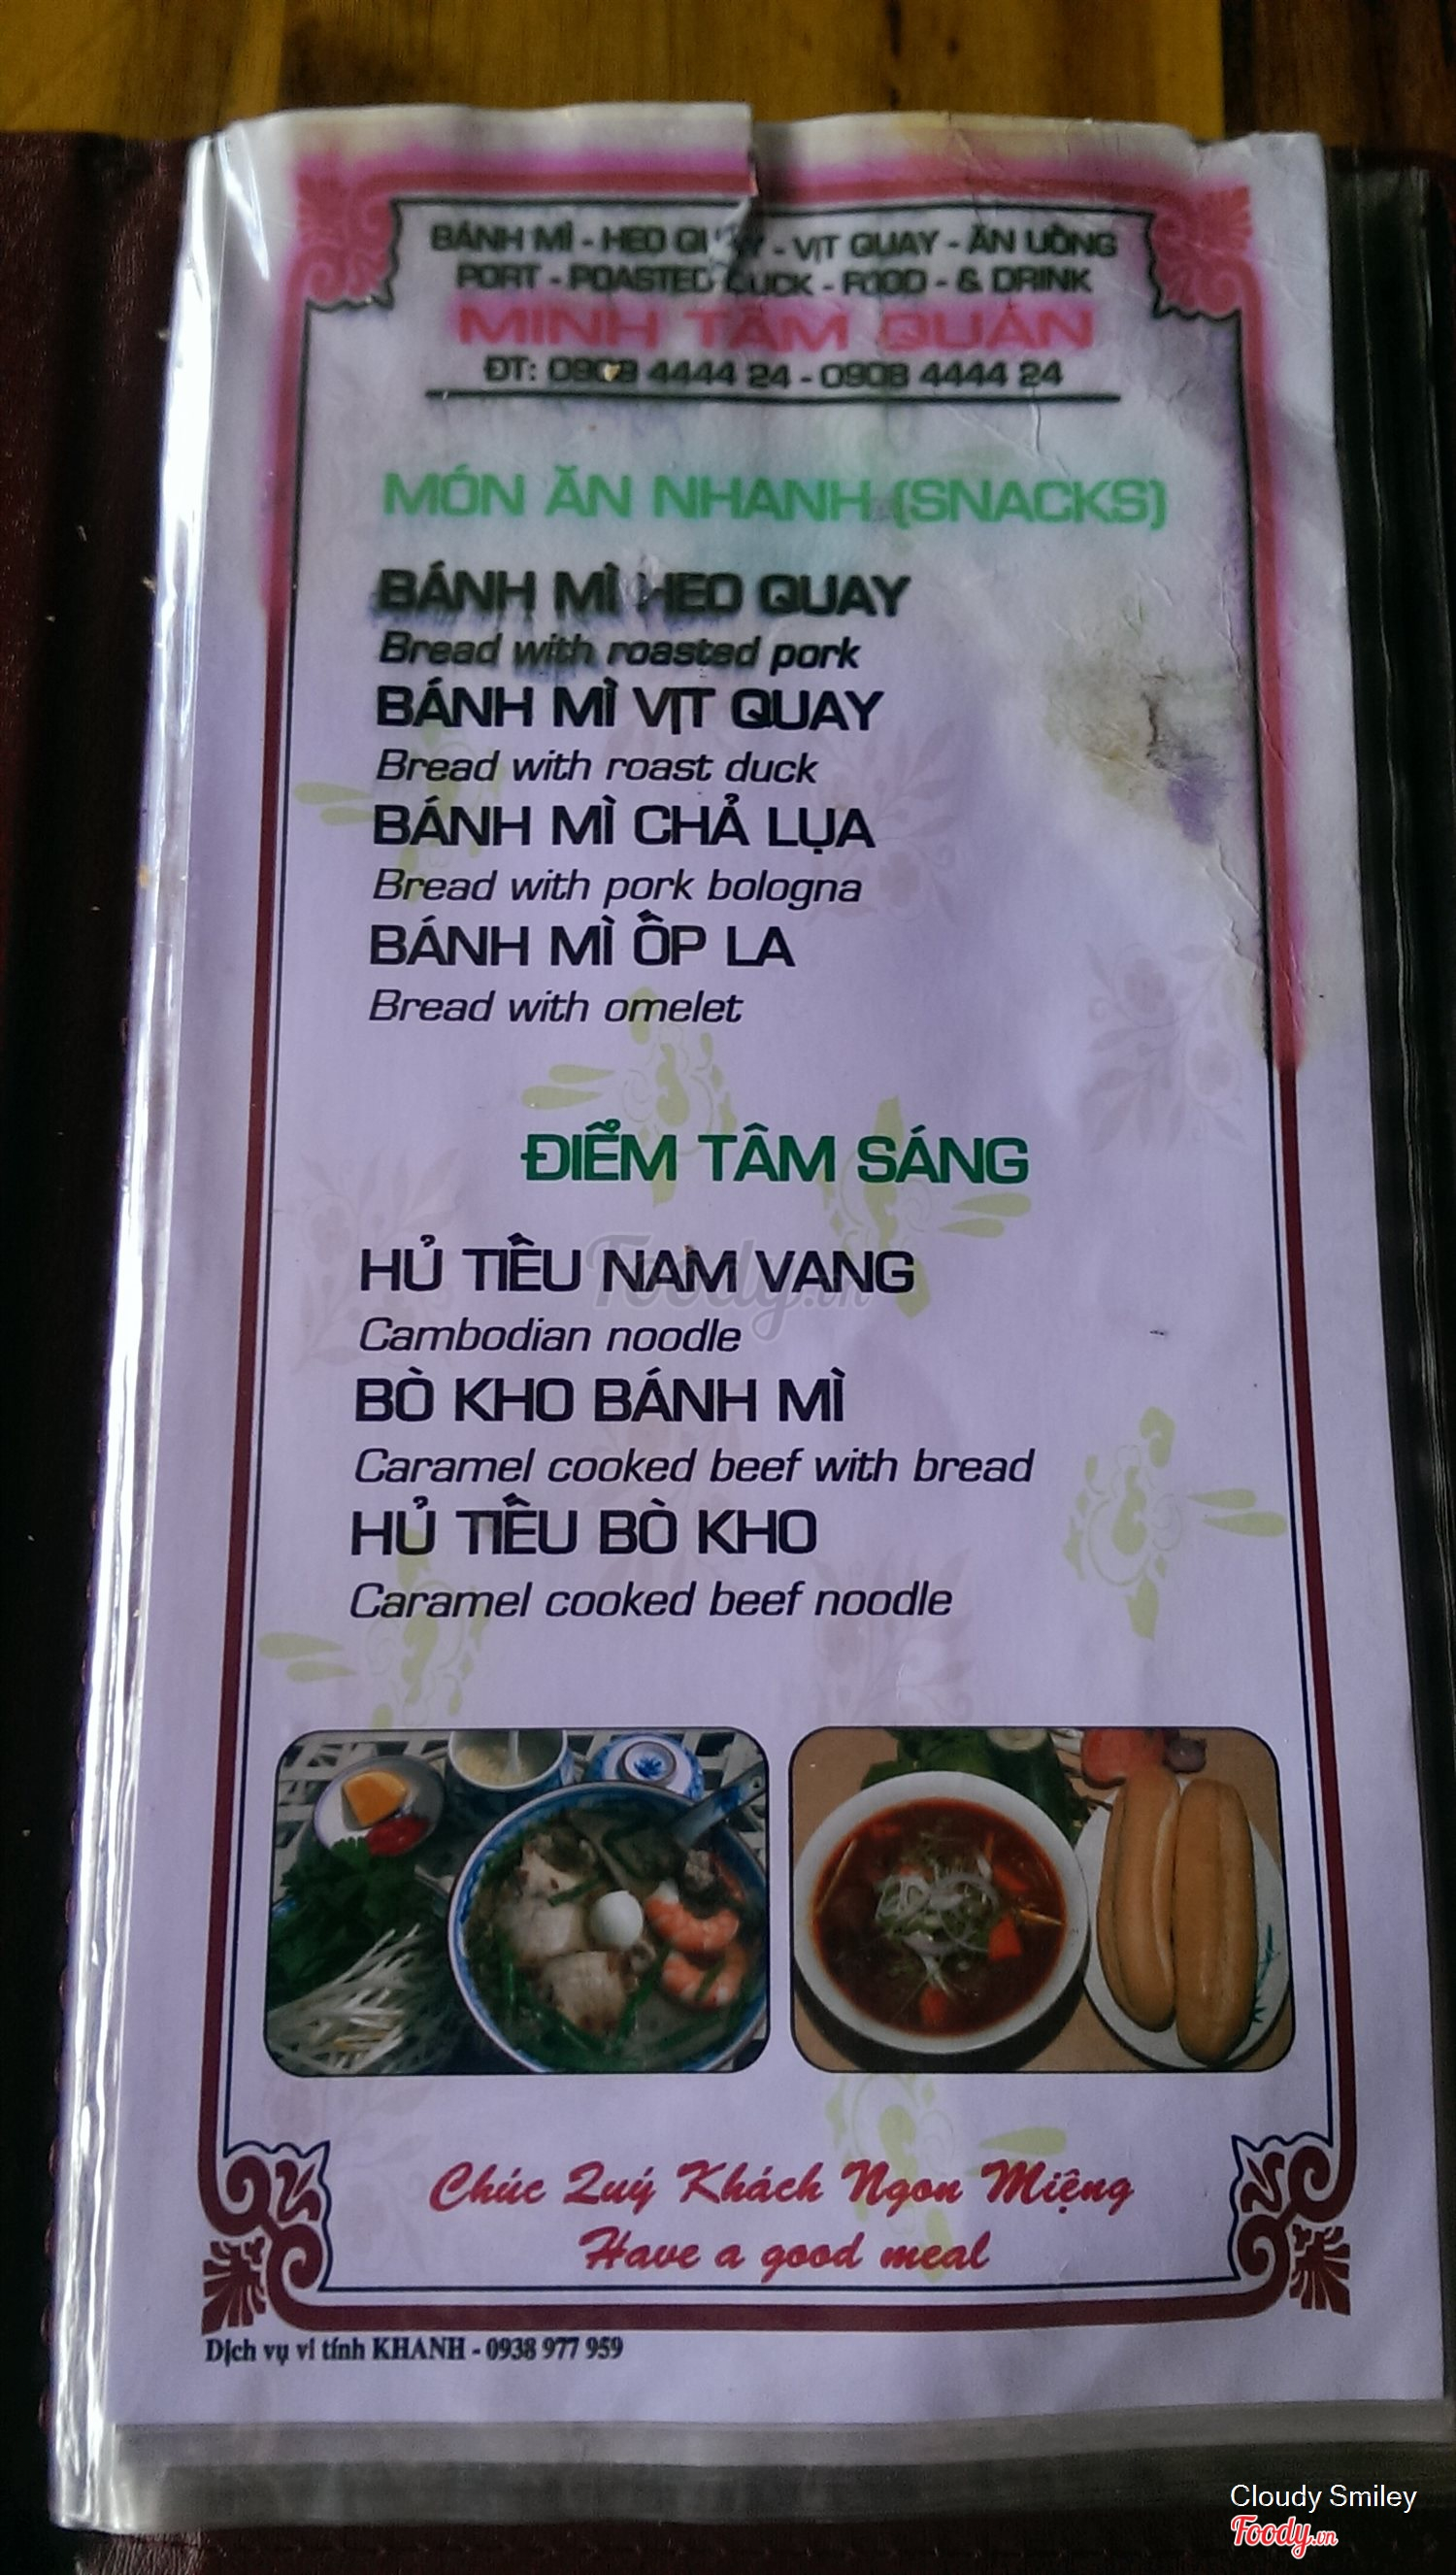 BÁNH MÌ - HEO QUAY - VỊT QUAY - ĂN UỐNG
PORT - ROASTED DUCK - FOOD - & DRINK
MINH TÂM QUÁN
ĐT: 0908 4444 24 - 0908 4444 24
MÓN ĂN NHANH (SNACKS)
BÁNH MÌ HEO QUAY
Bread with roasted pork
BÁNH MÌ VỊT QUAY
Bread with roast duck
BÁNH MÌ CHẢ LỤA
Bread with pork bologna
BÁNH MÌ ỐP LA
Bread with omelet
ĐIỂM TÂM SÁNG
HỦ TIẾU NAM VANG
Cambodian noodle
BÒ KHO BÁNH MÌ
Caramel cooked beef with bread
HỦ TIẾU BÒ KHO
Caramel cooked beef noodle
Chúc Quý Khách Ngon Miệng
Have a good meal
Dịch vụ vi tính KHANH - 0938 977 959
Foody.vn
Cloudy Smiley
Foody.vn